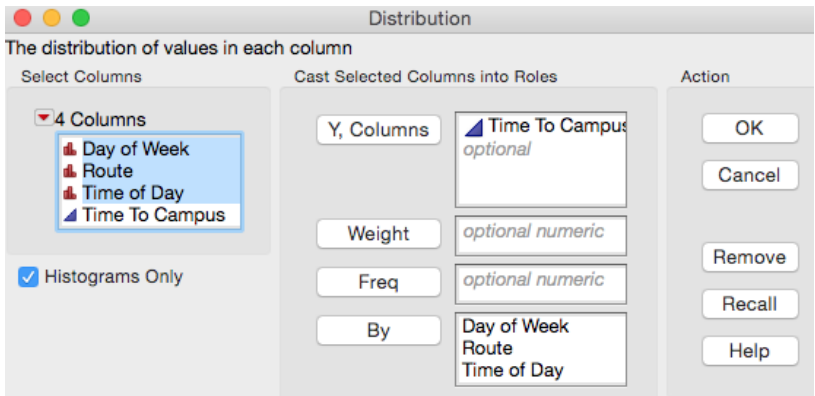 Distribution
The distribution of values in each column
Select Columns
4 Columns
Day of Week
Route
Time of Day
Time To Campus
Histograms Only
Cast Selected Columns into Roles
Y, Columns
Time To Campus
optional
Weight
optional numeric
Freq
optional numeric
By
Day of Week
Route
Time of Day
Action
OK
Cancel
Remove
Recall
Help